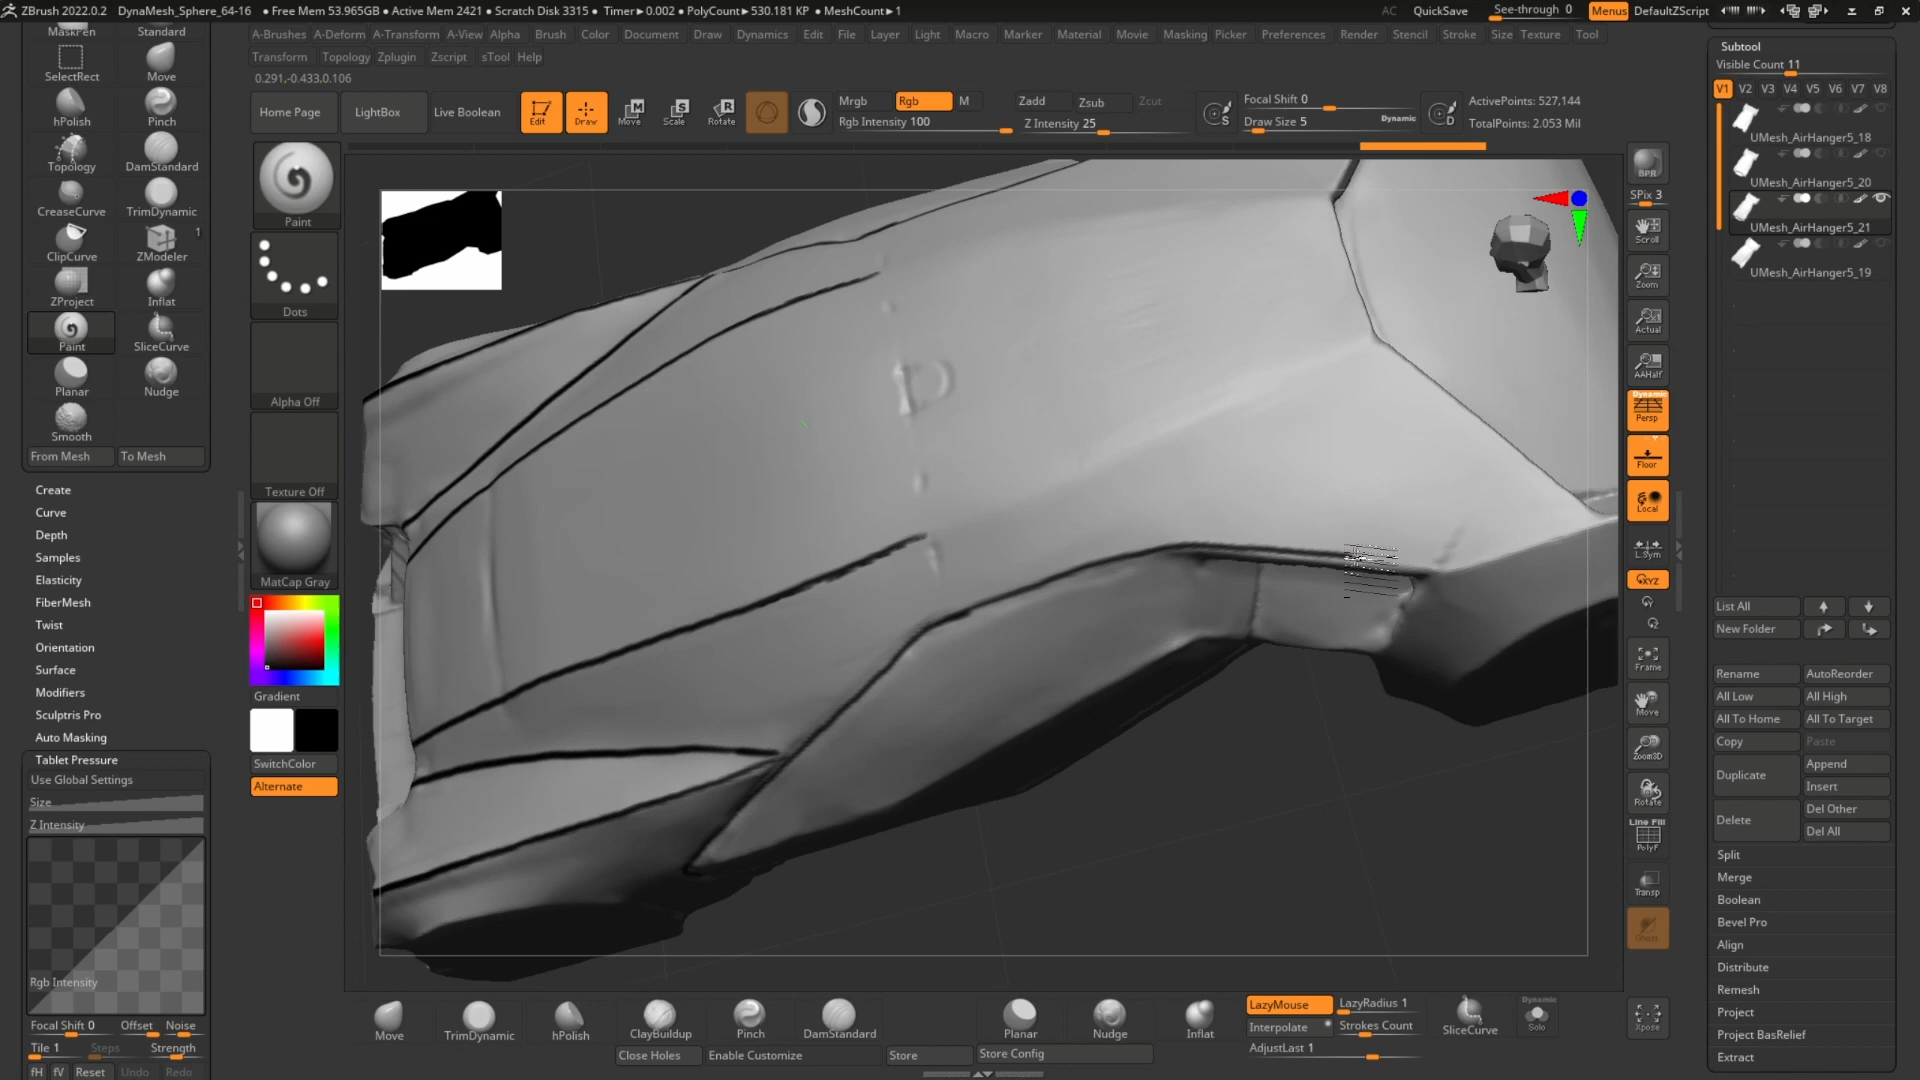 ZBrush 2022.0.2 DynaMesh_Sphere_64-16 • Free Mem 53.965GB • Active Mem 2421 • Scratch Disk 3315 • Timer►0.002 • PolyCount►530.181 KP • MeshCount►1
AC QuickSave See-through 0 Menus DefaultZScript
A-Brushes A-Deform A-Transform A-View Alpha Brush Color Document Draw Dynamics Edit File Layer Light Macro Marker Material Movie Masking Picker Preferences Render Stencil Stroke Size Texture Tool
Transform Topology Zplugin Zscript sTool Help
0.291,-0.433,0.106
Home Page LightBox Live Boolean Edit Draw Move Scale Rotate
Mrgb Rgb M Zadd Zsub Zcut
Rgb Intensity 100 Z Intensity 25
Focal Shift 0
Draw Size 5 Dynamic
ActivePoints: 527,144
TotalPoints: 2.053 Mil
MaskPen Standard
SelectRect Move
hPolish Pinch
Topology DamStandard
CreaseCurve TrimDynamic
ClipCurve ZModeler 1
ZProject Inflat
Paint SliceCurve
Planar Nudge
Smooth
From Mesh To Mesh
Create
Curve
Depth
Samples
Elasticity
FiberMesh
Twist
Orientation
Surface
Modifiers
Sculptris Pro
Auto Masking
Tablet Pressure
Use Global Settings
Size
Z Intensity
Rgb Intensity
Focal Shift 0 Offset Noise
Tile 1 Steps Strength
fH fV Reset Undo Redo
Paint
Dots
Alpha Off
Texture Off
MatCap Gray
Gradient
SwitchColor
Alternate
BPR
SPix 3
Scroll
Zoom
Actual
AAHalf
Dynamic
Persp
Floor
Local
L.Sym
XYZ
Frame
Move
Zoom3D
Rotate
Line Fill
PolyF
Transp
Ghost
Xpose
Subtool
Visible Count 11
V1 V2 V3 V4 V5 V6 V7 V8
UMesh_AirHanger5_18
UMesh_AirHanger5_20
UMesh_AirHanger5_21
UMesh_AirHanger5_19
List All
New Folder
Rename AutoReorder
All Low All High
All To Home All To Target
Copy Paste
Duplicate Append
Insert
Delete Del Other
Del All
Split
Merge
Boolean
Bevel Pro
Align
Distribute
Remesh
Project
Project BasRelief
Extract
Move TrimDynamic hPolish ClayBuildup Pinch DamStandard Planar Nudge Inflat
LazyMouse LazyRadius 1
Interpolate Strokes Count
AdjustLast 1
SliceCurve Dynamic Solo
Close Holes Enable Customize Store Store Config